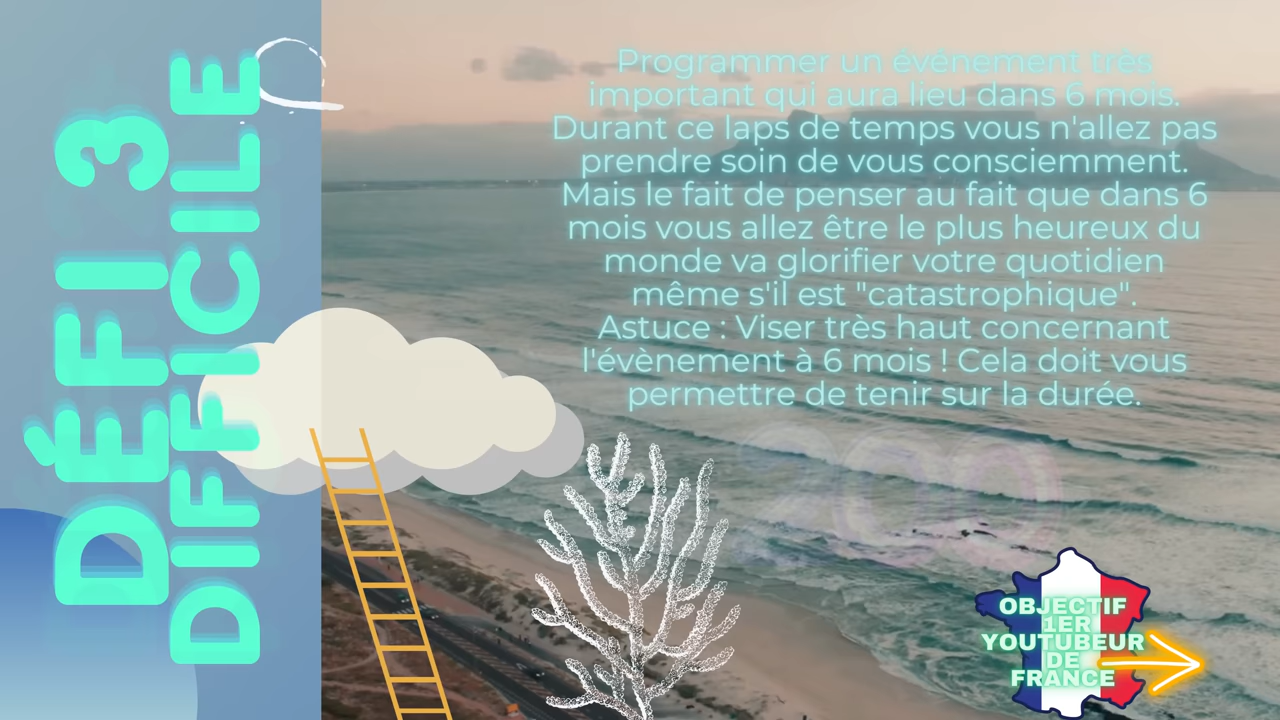 DÉFI 3
DIFFICILE
Programmer un événement très
important qui aura lieu dans 6 mois.
Durant ce laps de temps vous n'allez pas
prendre soin de vous consciemment.
Mais le fait de penser au fait que dans 6
mois vous allez être le plus heureux du
monde va glorifier votre quotidien
même s'il est "catastrophique".
Astuce : Viser très haut concernant
l'évènement à 6 mois ! Cela doit vous
permettre de tenir sur la durée.
200
OBJECTIF
1ER
YOUTUBEUR
DE
FRANCE